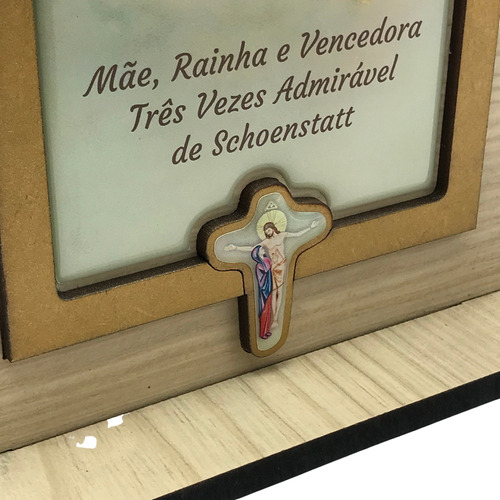 Mãe, Rainha e Vencedora
Três Vezes Admirável
de Schoenstatt